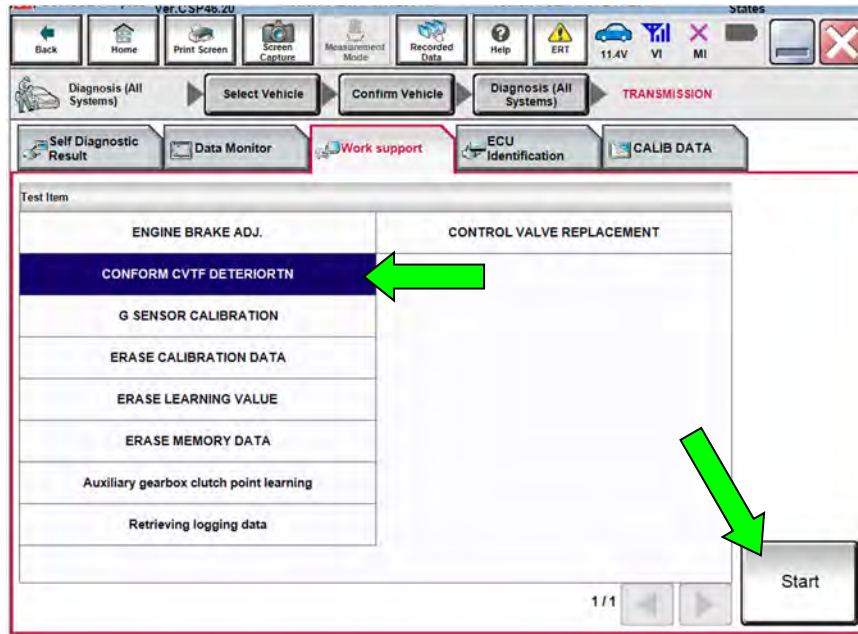 Ver.CSP46.20
States
Back
Home
Print Screen
Screen
Capture
Measurement
Mode
Recorded
Data
Help
ERT
11.4V
VI
MI
Diagnosis (All
Systems)
Select Vehicle
Confirm Vehicle
Diagnosis (All
Systems)
TRANSMISSION
Self Diagnostic
Result
Data Monitor
Work support
ECU
Identification
CALIB DATA
Test Item
ENGINE BRAKE ADJ.
CONTROL VALVE REPLACEMENT
CONFORM CVTF DETERIORTN
G SENSOR CALIBRATION
ERASE CALIBRATION DATA
ERASE LEARNING VALUE
ERASE MEMORY DATA
Auxiliary gearbox clutch point learning
Retrieving logging data
1/1
Start